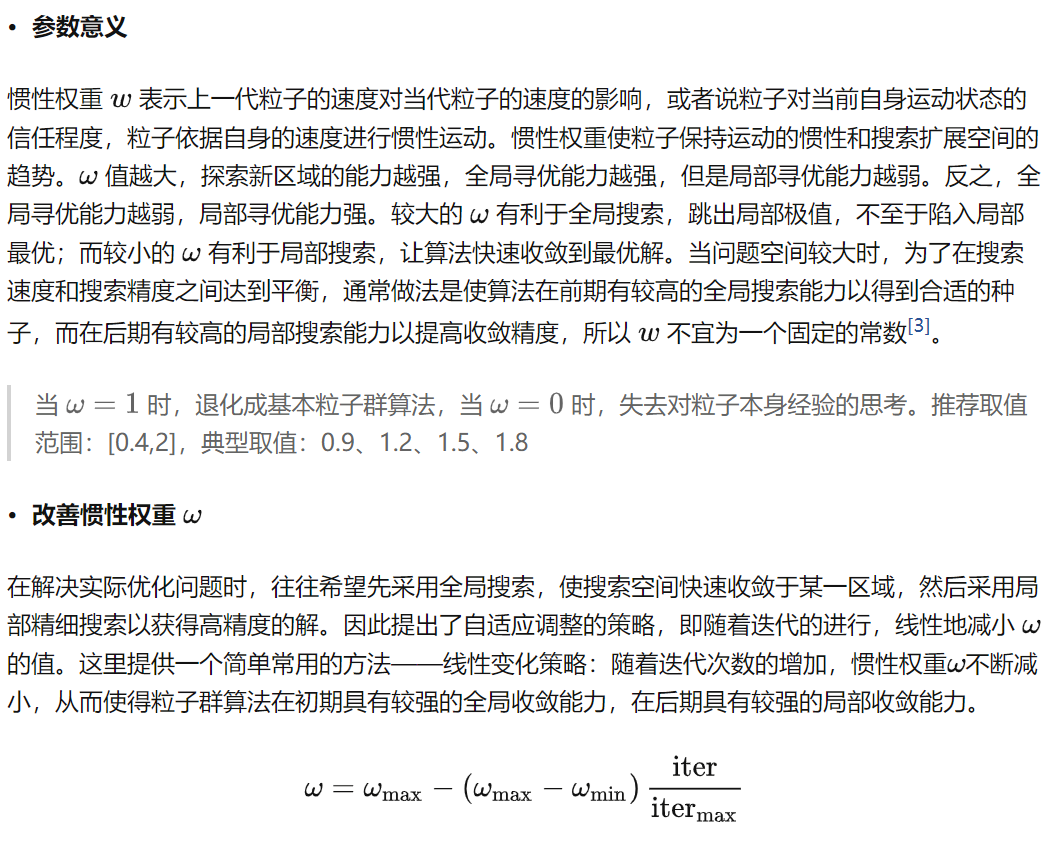 • 参数意义
惯性权重 w 表示上一代粒子的速度对当代粒子的速度的影响，或者说粒子对当前自身运动状态的
信任程度，粒子依据自身的速度进行惯性运动。惯性权重使粒子保持运动的惯性和搜索扩展空间的
趋势。ω 值越大，探索新区域的能力越强，全局寻优能力越强，但是局部寻优能力越弱。反之，全
局寻优能力越弱，局部寻优能力强。较大的 ω 有利于全局搜索，跳出局部极值，不至于陷入局部
最优；而较小的 ω 有利于局部搜索，让算法快速收敛到最优解。当问题空间较大时，为了在搜索
速度和搜索精度之间达到平衡，通常做法是使算法在前期有较高的全局搜索能力以得到合适的种
子，而在后期有较高的局部搜索能力以提高收敛精度，所以 w 不宜为一个固定的常数[3]。
当 ω = 1 时，退化成基本粒子群算法，当 ω = 0 时，失去对粒子本身经验的思考。推荐取值
范围：[0.4,2]，典型取值：0.9、1.2、1.5、1.8
• 改善惯性权重 ω
在解决实际优化问题时，往往希望先采用全局搜索，使搜索空间快速收敛于某一区域，然后采用局
部精细搜索以获得高精度的解。因此提出了自适应调整的策略，即随着迭代的进行，线性地减小 ω
的值。这里提供一个简单常用的方法——线性变化策略：随着迭代次数的增加，惯性权重ω不断减
小，从而使得粒子群算法在初期具有较强的全局收敛能力，在后期具有较强的局部收敛能力。
ω = ω_max − (ω_max − ω_min) iter / iter_max